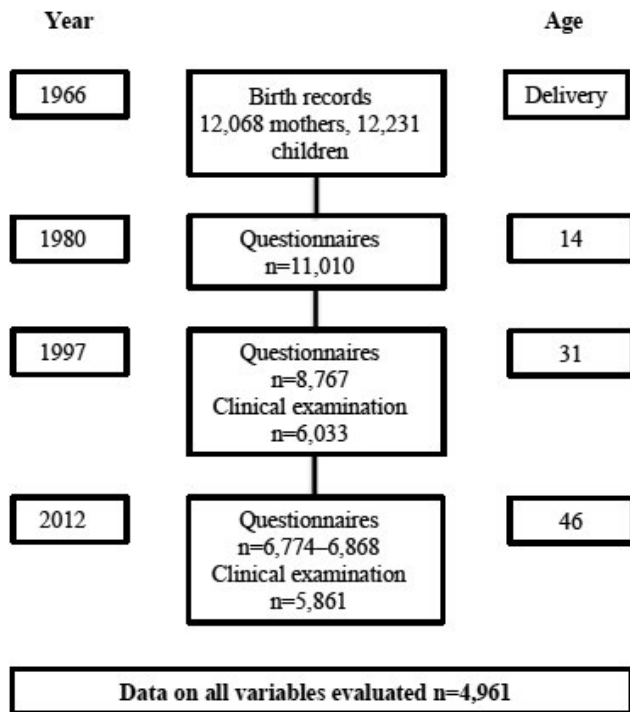 Year
Age
1966
Birth records
12,068 mothers, 12,231
children
Delivery
1980
Questionnaires
n=11,010
14
1997
Questionnaires
n=8,767
Clinical examination
n=6,033
31
2012
Questionnaires
n=6,774–6,868
Clinical examination
n=5,861
46
Data on all variables evaluated n=4,961